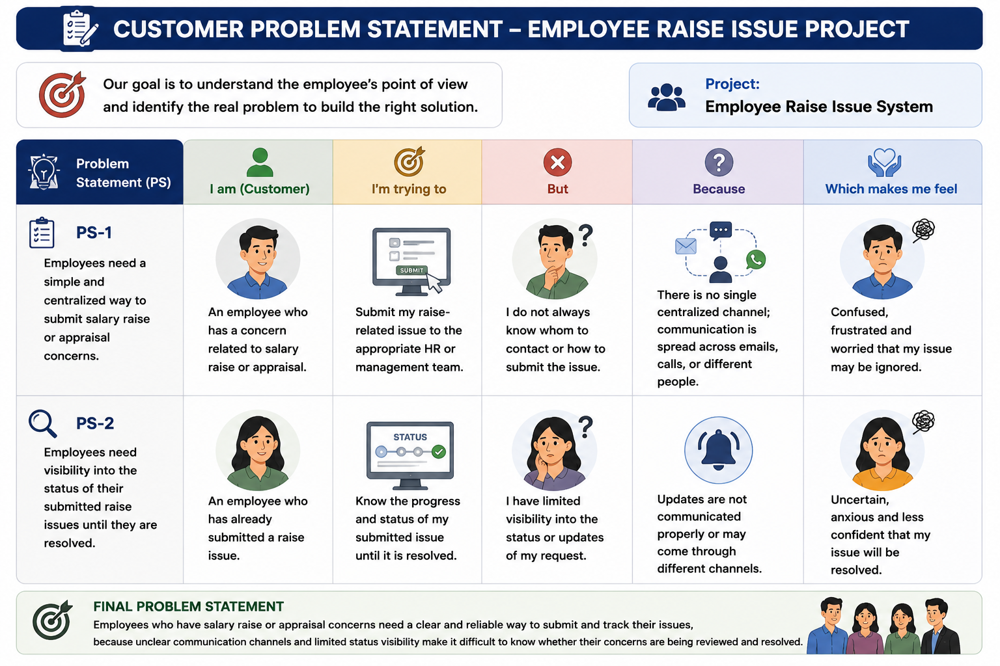 CUSTOMER PROBLEM STATEMENT – EMPLOYEE RAISE ISSUE PROJECT
Our goal is to understand the employee's point of view
and identify the real problem to build the right solution.
Project:
Employee Raise Issue System
Problem
Statement (PS)
I am (Customer)
I'm trying to
But
Because
Which makes me feel
PS-1
Employees need a
simple and
centralized way to
submit salary raise
or appraisal
concerns.
An employee who
has a concern
related to salary
raise or appraisal.
SUBMIT
Submit my raise-
related issue to the
appropriate HR or
management team.
?
I do not always
know whom to
contact or how to
submit the issue.
There is no single
centralized channel;
communication is
spread across emails,
calls, or different
people.
Confused,
frustrated and
worried that my issue
may be ignored.
PS-2
Employees need
visibility into the
status of their
submitted raise
issues until they are
resolved.
An employee who
has already
submitted a raise
issue.
STATUS
Know the progress
and status of my
submitted issue
until it is resolved.
?
I have limited
visibility into the
status or updates
of my request.
Updates are not
communicated
properly or may
come through
different channels.
Uncertain,
anxious and less
confident that my
issue will be
resolved.
FINAL PROBLEM STATEMENT
Employees who have salary raise or appraisal concerns need a clear and reliable way to submit and track their issues,
because unclear communication channels and limited status visibility make it difficult to know whether their concerns are being reviewed and resolved.